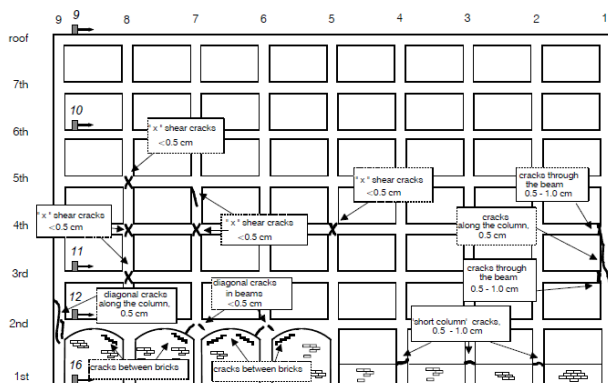 9 9 8 7 6 5 4 3 2 1
roof
7th
10
6th
"x" shear cracks
<0.5 cm
5th
"x" shear cracks
<0.5 cm
cracks through
the beam
0.5 - 1.0 cm
"x" shear cracks
<0.5 cm
"x" shear cracks
<0.5 cm
cracks
along the column,
0.5 cm
4th
11
cracks through
the beam
0.5 - 1.0 cm
3rd
12
diagonal cracks
along the column,
0.5 cm
diagonal cracks
in beams
<0.5 cm
2nd
"short column" cracks,
0.5 - 1.0 cm
cracks between bricks
cracks between bricks
1st
16